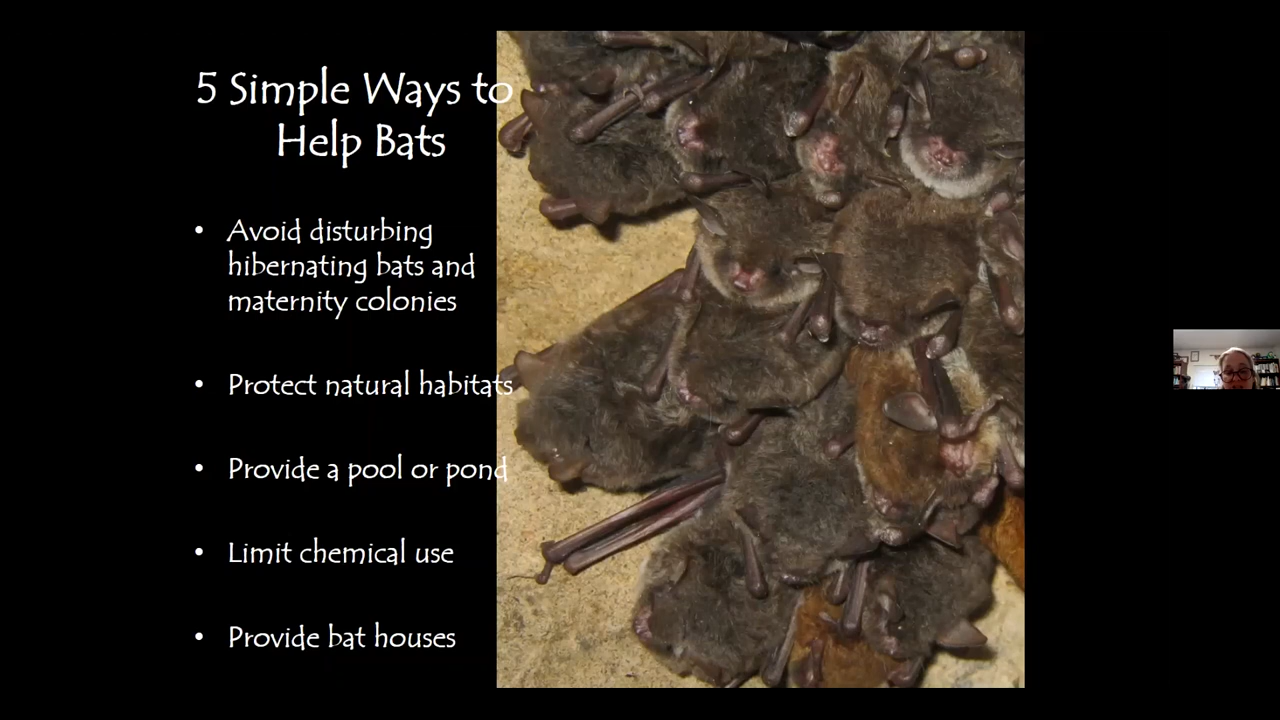 5 Simple Ways to
Help Bats
• Avoid disturbing
hibernating bats and
maternity colonies
• Protect natural habitats
• Provide a pool or pond
• Limit chemical use
• Provide bat houses